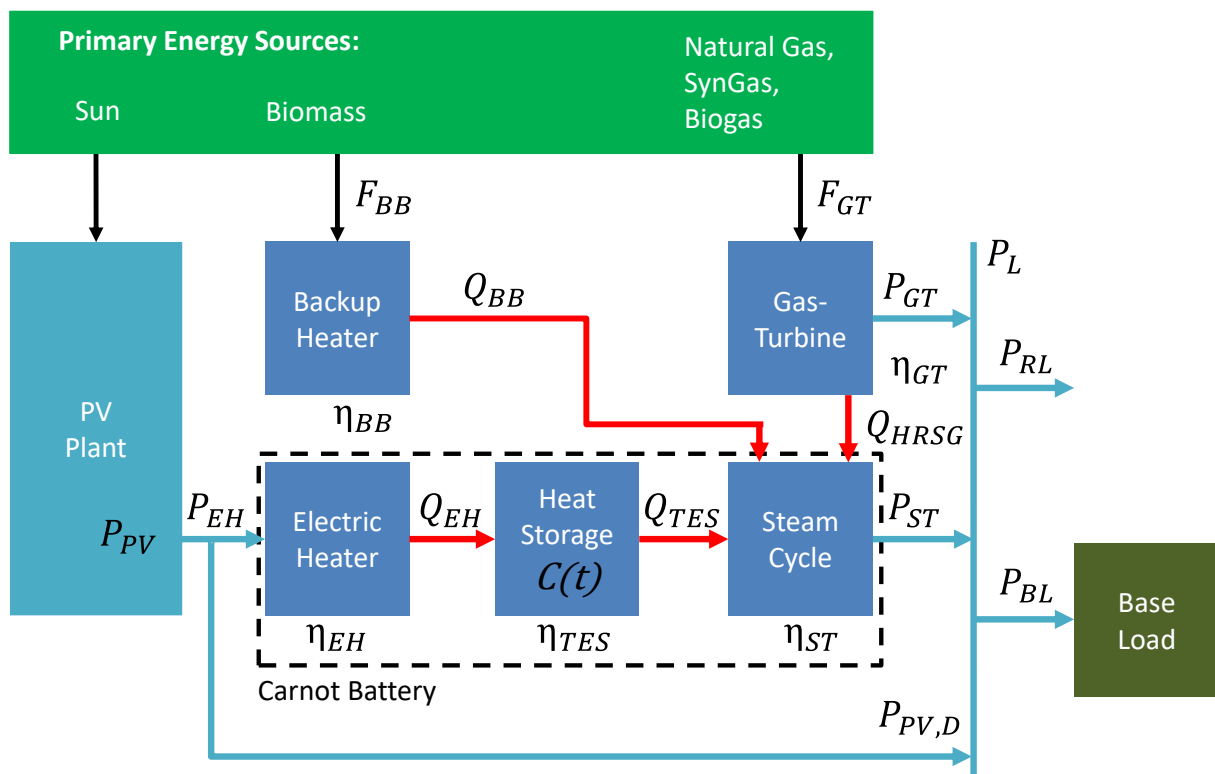 Primary Energy Sources:
Sun
Biomass
Natural Gas,
SynGas,
Biogas
F_BB
F_GT
PV
Plant
P_PV
Backup
Heater
η_BB
Q_BB
Gas-
Turbine
η_GT
P_GT
P_L
P_RL
Q_HRSG
P_EH
Electric
Heater
η_EH
Q_EH
Heat
Storage
C(t)
η_TES
Q_TES
Steam
Cycle
η_ST
P_ST
P_BL
Base
Load
Carnot Battery
P_PV,D